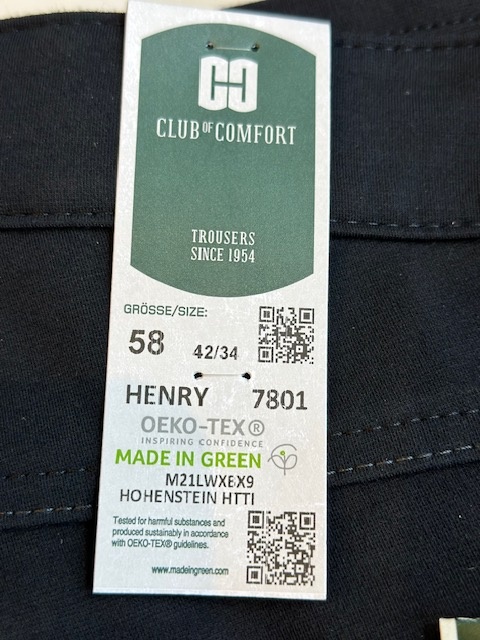 CLUB OF COMFORT
TROUSERS
SINCE 1954
GRÖSSE/SIZE:
58 42/34
HENRY 7801
OEKO-TEX®
INSPIRING CONFIDENCE
MADE IN GREEN
M21LWXEX9
HOHENSTEIN HTTI
Tested for harmful substances and
produced sustainably in accordance
with OEKO-TEX® guidelines.
www.madeingreen.com